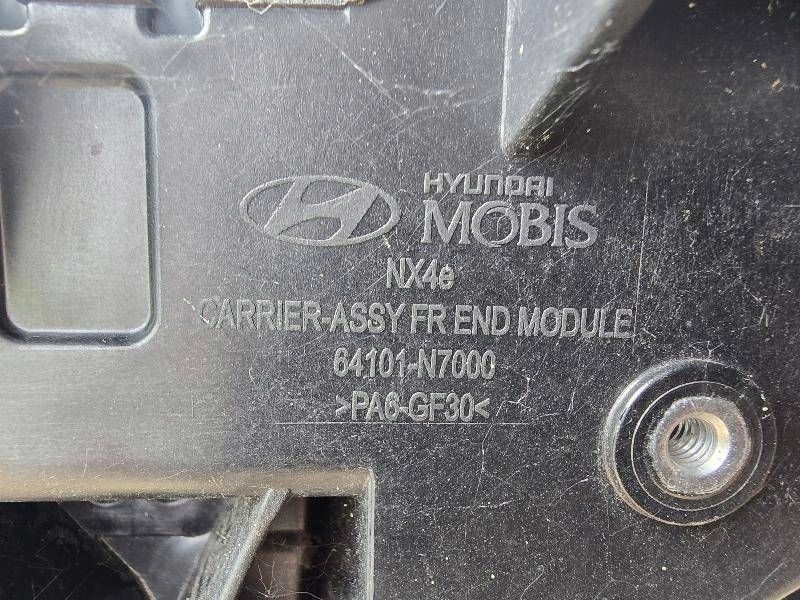 HYUNDAI
MOBIS
NX4e
CARRIER-ASSY FR END MODULE
64101-N7000
>PA6-GF30<